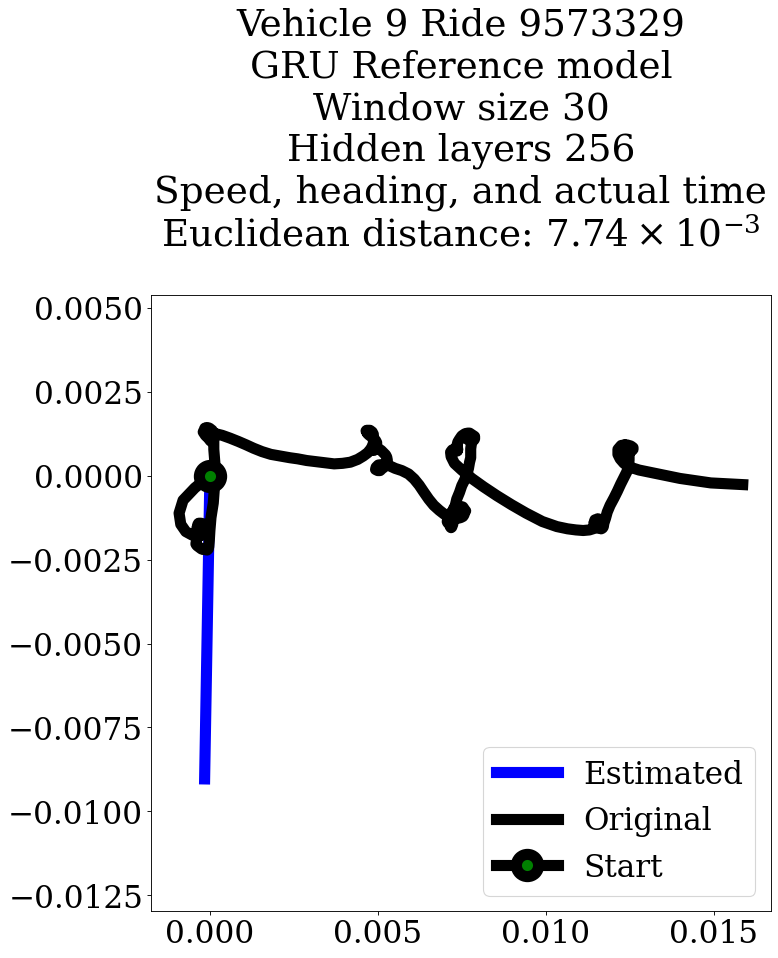 Vehicle 9 Ride 9573329
GRU Reference model
Window size 30
Hidden layers 256
Speed, heading, and actual time
Euclidean distance: 7.74 × 10⁻³
0.0050
0.0025
0.0000
−0.0025
−0.0050
−0.0075
−0.0100
−0.0125
Estimated
Original
Start
0.000 0.005 0.010 0.015